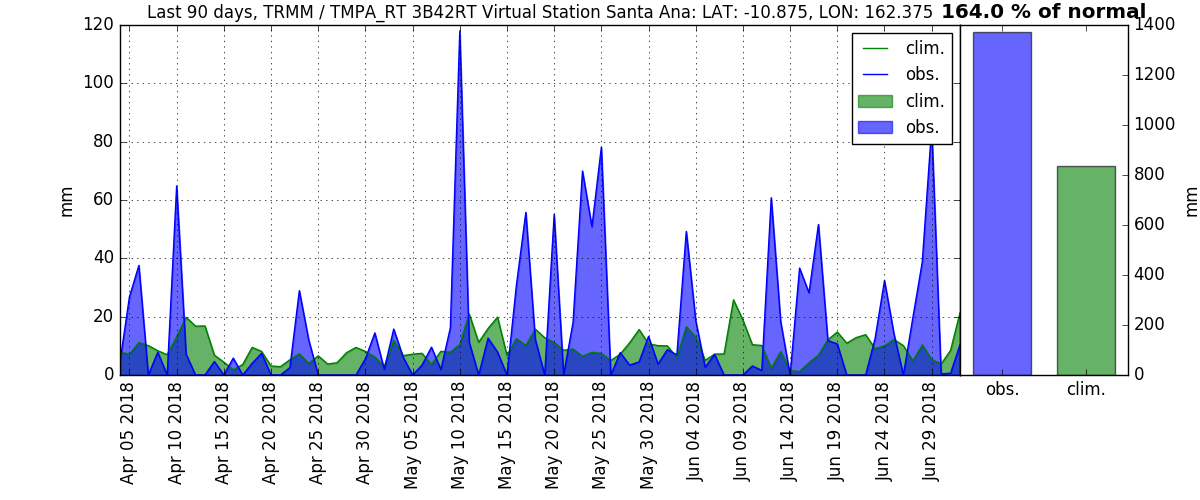 Last 90 days, TRMM / TMPA_RT 3B42RT Virtual Station Santa Ana: LAT: -10.875, LON: 162.375
164.0 % of normal
120
100
80
60
40
20
0
mm
clim.
obs.
clim.
obs.
1400
1200
1000
800
600
400
200
0
mm
Apr 05 2018
Apr 10 2018
Apr 15 2018
Apr 20 2018
Apr 25 2018
Apr 30 2018
May 05 2018
May 10 2018
May 15 2018
May 20 2018
May 25 2018
May 30 2018
Jun 04 2018
Jun 09 2018
Jun 14 2018
Jun 19 2018
Jun 24 2018
Jun 29 2018
obs.
clim.